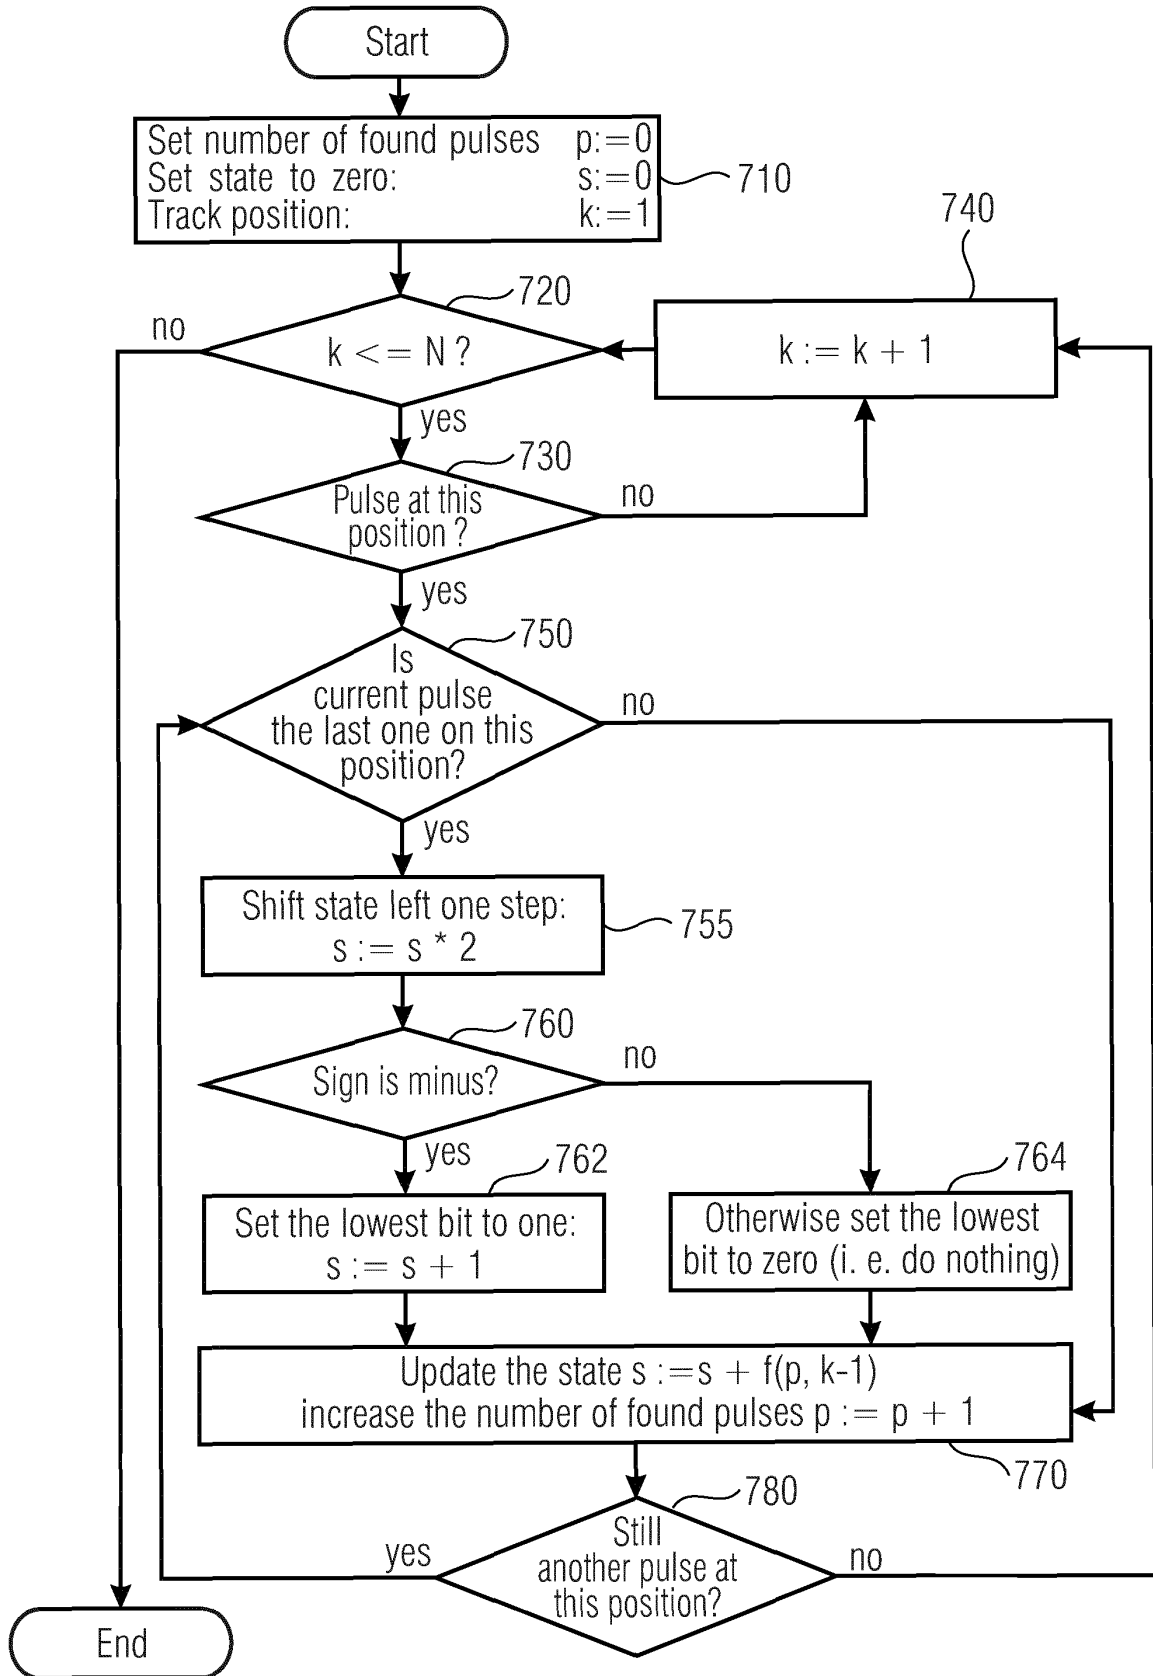 Start
Set number of found pulses p:=0
Set state to zero: s:=0
Track position: k:=1
710
740
720
no
k <= N ?
k := k + 1
yes
730
Pulse at this
position ?
no
yes
750
Is
current pulse
the last one on this
position?
no
yes
Shift state left one step:
s := s * 2
755
760
Sign is minus?
no
yes
762
764
Set the lowest bit to one:
s := s + 1
Otherwise set the lowest
bit to zero (i. e. do nothing)
Update the state s :=s + f(p, k-1)
increase the number of found pulses p := p + 1
770
780
Still
another pulse at
this position?
yes
no
End